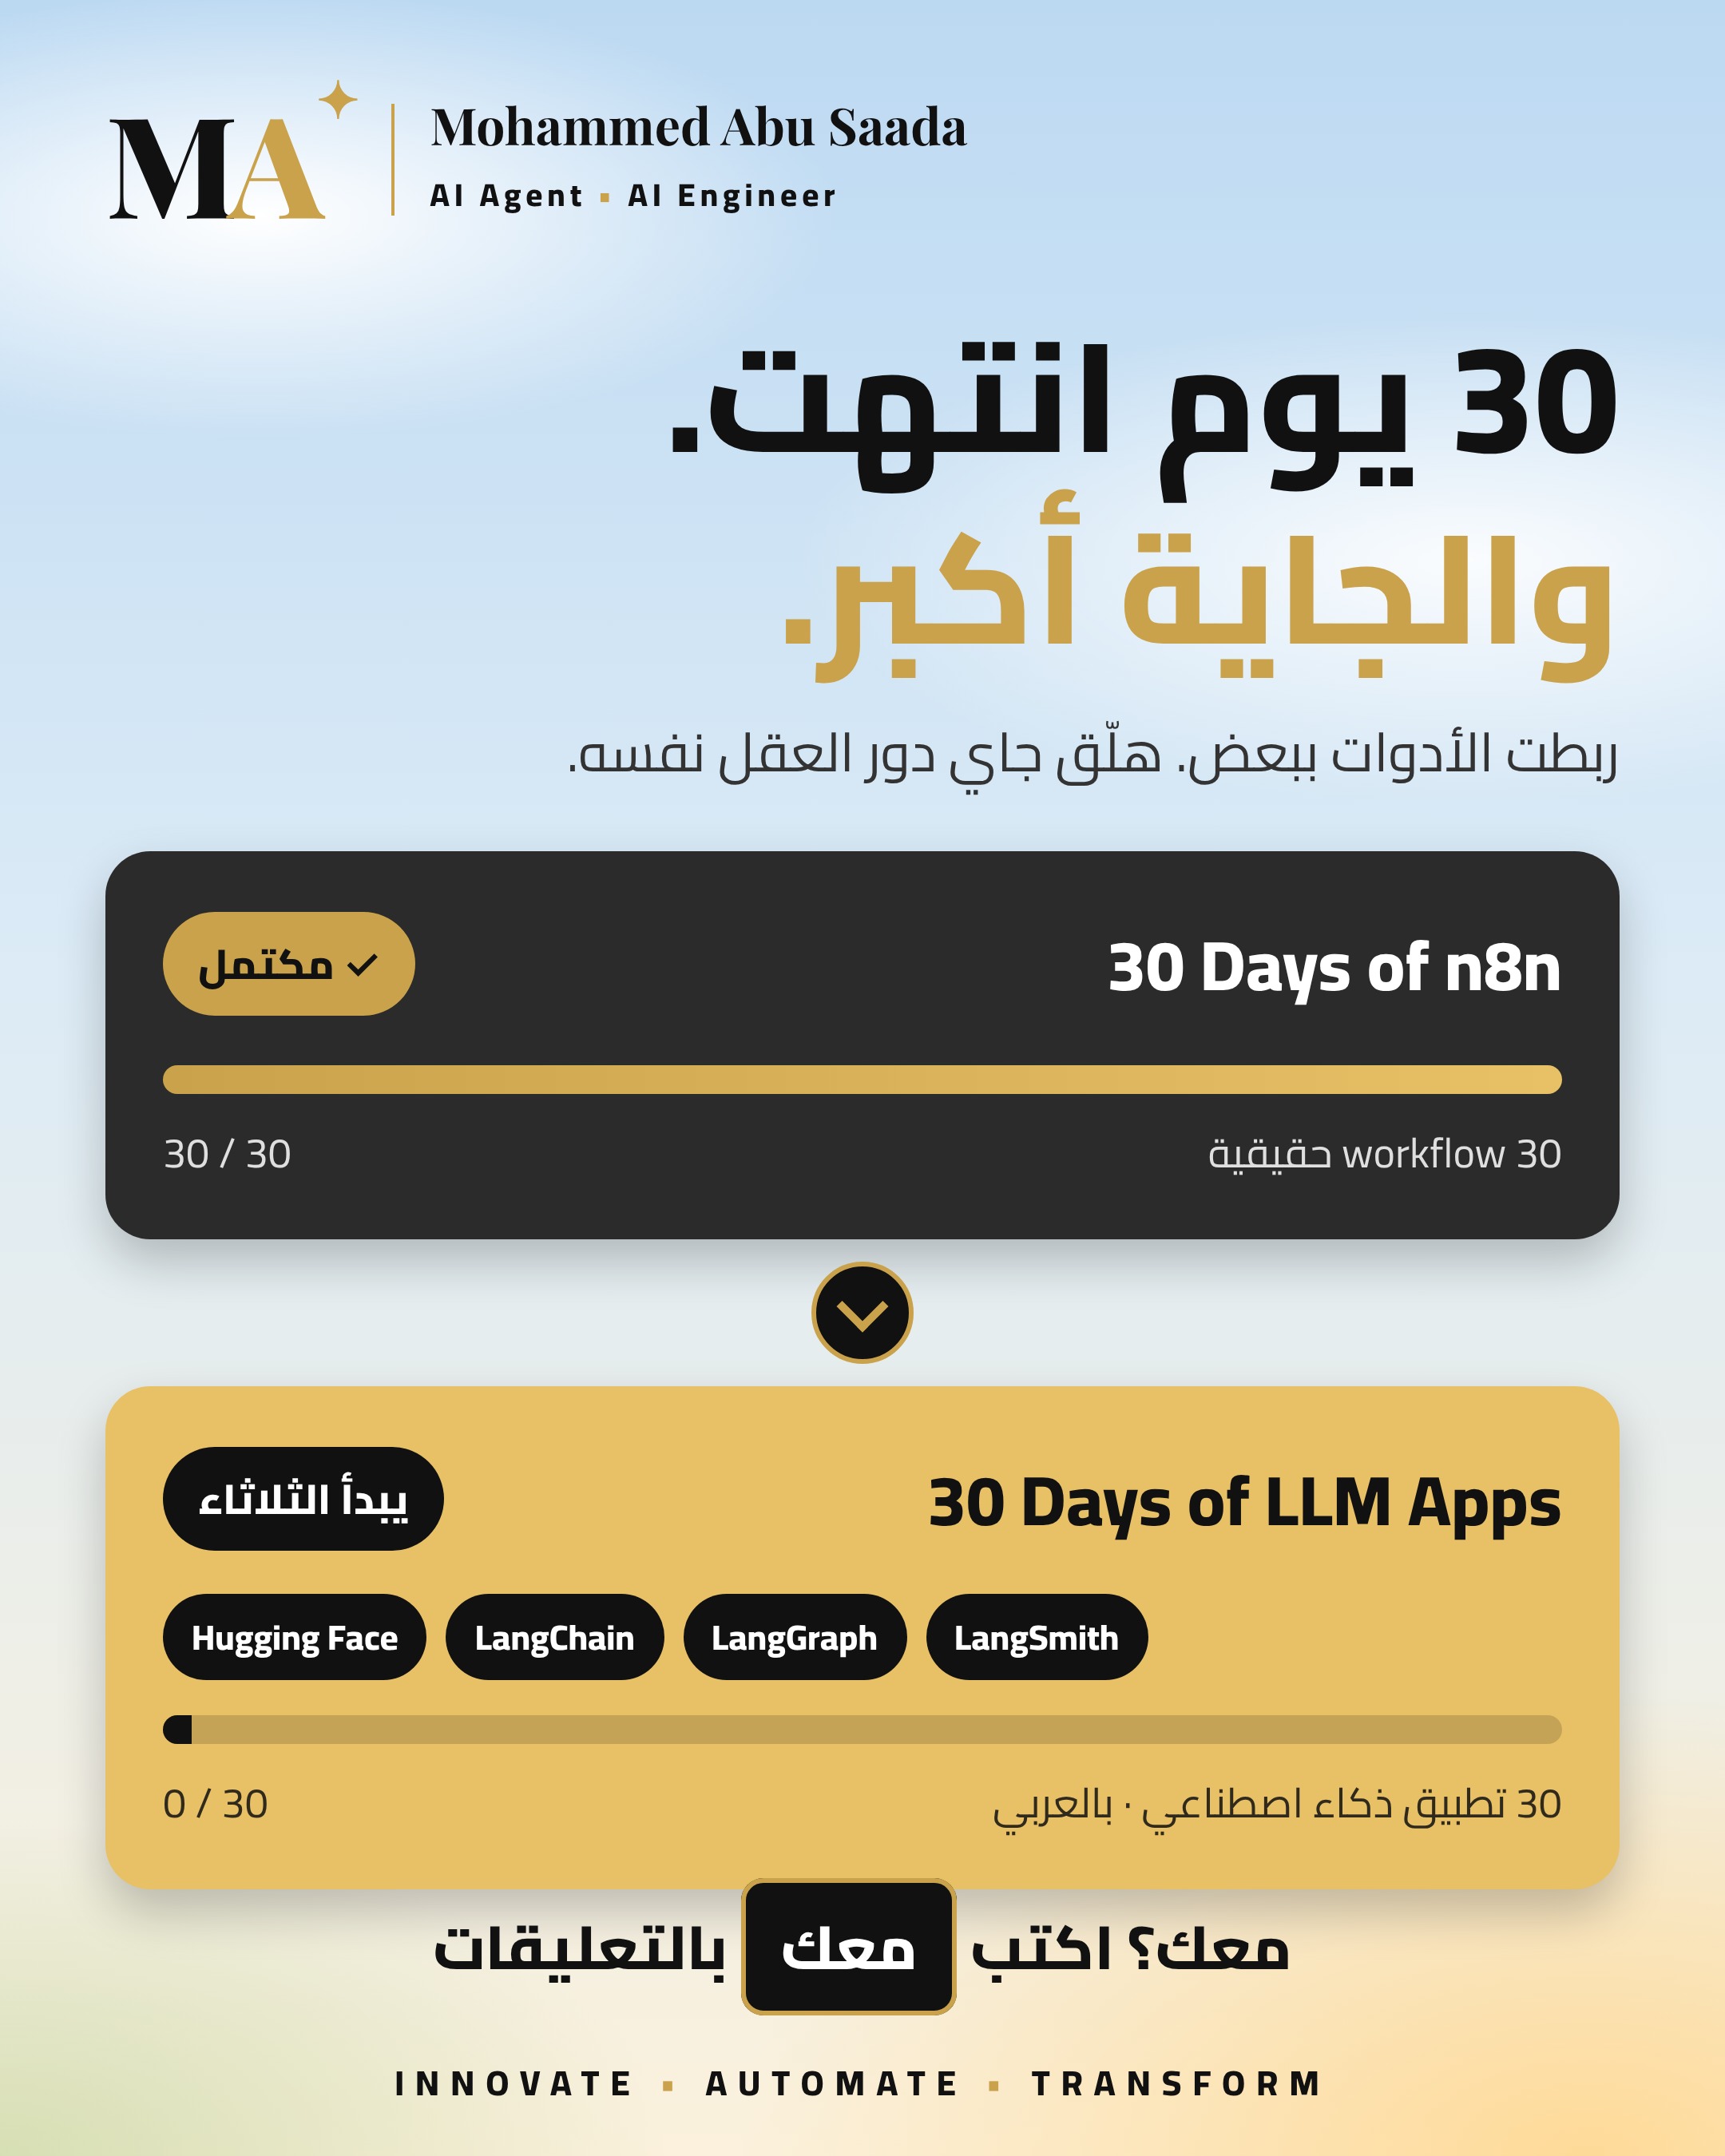 MA
Mohammed Abu Saada
AI Agent ▪ AI Engineer
30 يوم انتهت.
والجاية أكبر.
ربطت الأدوات ببعض. هلّق جاي دور العقل نفسه.
30 Days of n8n
✓ مكتمل
30 workflow حقيقية
30 / 30
30 Days of LLM Apps
يبدأ الثلاثاء
Hugging Face LangChain LangGraph LangSmith
30 تطبيق ذكاء اصطناعي · بالعربي
0 / 30
معك؟ اكتب معك بالتعليقات
INNOVATE ▪ AUTOMATE ▪ TRANSFORM